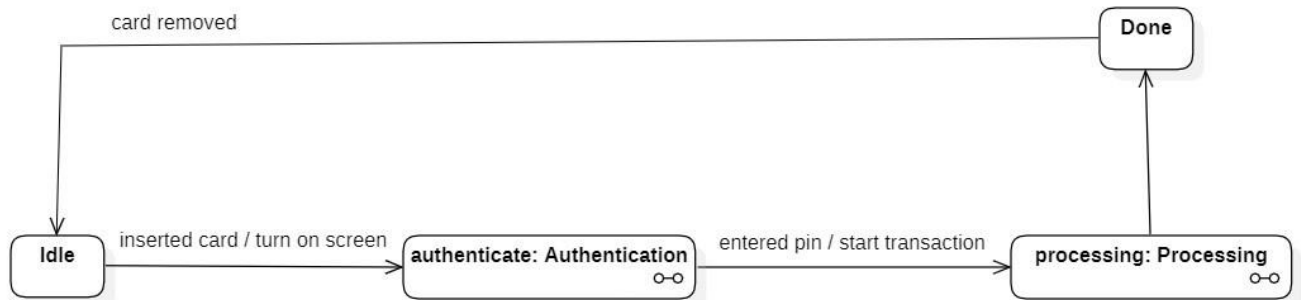 card removed
Done
Idle
inserted card / turn on screen
authenticate: Authentication
entered pin / start transaction
processing: Processing